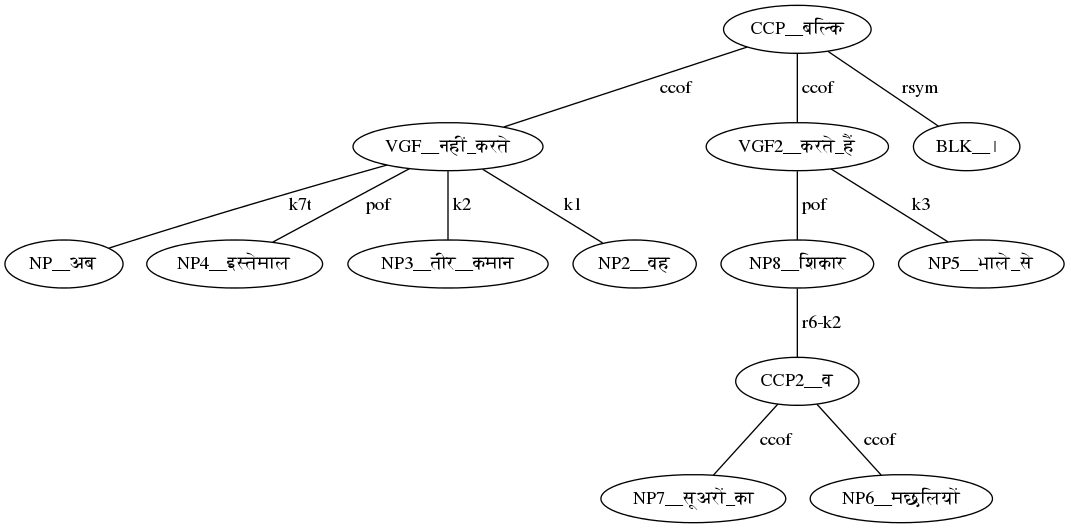 CCP__बल्कि
ccof ccof rsym
VGF__नहीं_करते VGF2__करते_हैं BLK__।
k7t pof k2 k1 pof k3
NP__अब NP4__इस्तेमाल NP3__तीर__कमान NP2__वह NP8__शिकार NP5__भाले_से
r6-k2
CCP2__व
ccof ccof
NP7__सूअरों_का NP6__मछलियों